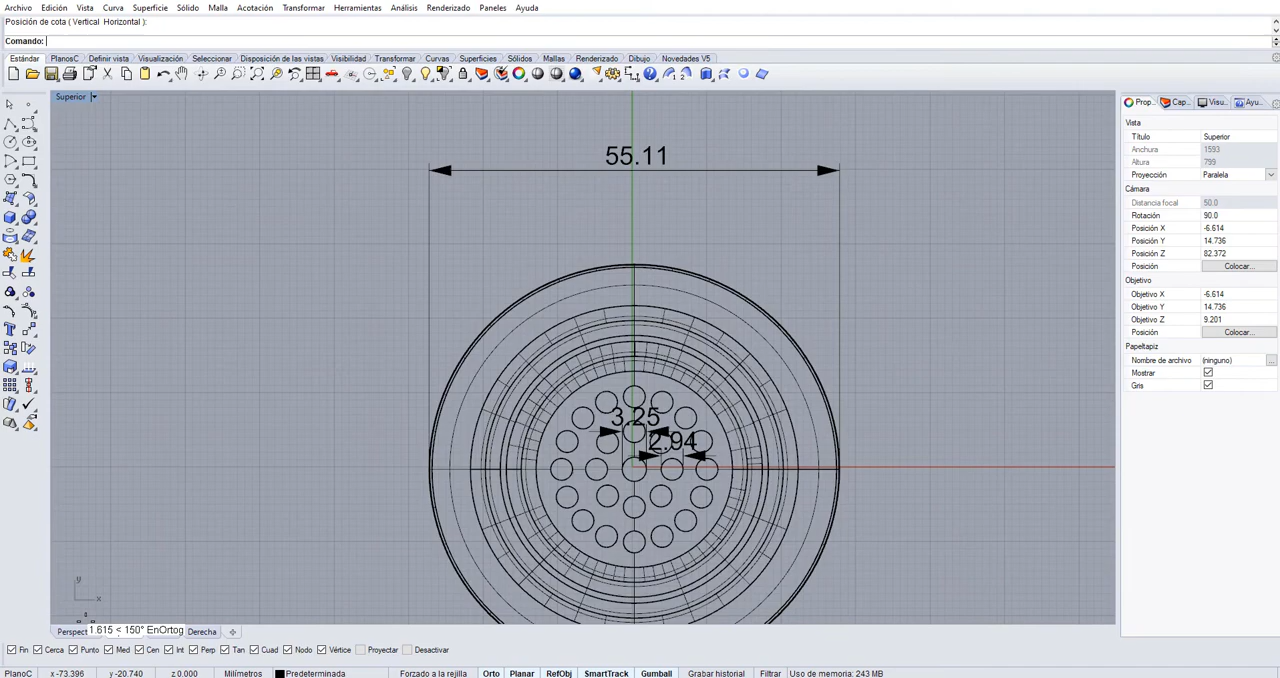 Archivo Edición Vista Curva Superficie Sólido Malla Acotación Transformar Herramientas Análisis Renderizado Paneles Ayuda
Posición de cota ( Vertical Horizontal ):
Comando:
Estándar PlanosC Definir vista Visualización Seleccionar Disposición de las vistas Visibilidad Transformar Curvas Superficies Sólidos Mallas Renderizado Dibujo Novedades V5
Superior
Prop.. Cap.. Visu.. Ayu..
Vista
Título Superior
Anchura 1593
Altura 799
Proyección Paralela
Cámara
Distancia focal 50.0
Rotación 90.0
Posición X -6.614
Posición Y 14.736
Posición Z 82.372
Posición Colocar...
Objetivo
Objetivo X -6.614
Objetivo Y 14.736
Objetivo Z 9.201
Posición Colocar...
Papeltapiz
Nombre de archivo (ninguno) ...
Mostrar
Gris
55.11
3.25
2.94
y
x
Perspect 1.615 < 150° EnOrtog Derecha
Fin Cerca Punto Med Cen Int Perp Tan Cuad Nodo Vértice Proyectar Desactivar
PlanoC x -73.396 y -20.740 z 0.000 Milímetros Predeterminada Forzado a la rejilla Orto Planar RefObj SmartTrack Gumball Grabar historial Filtrar Uso de memoria: 243 MB